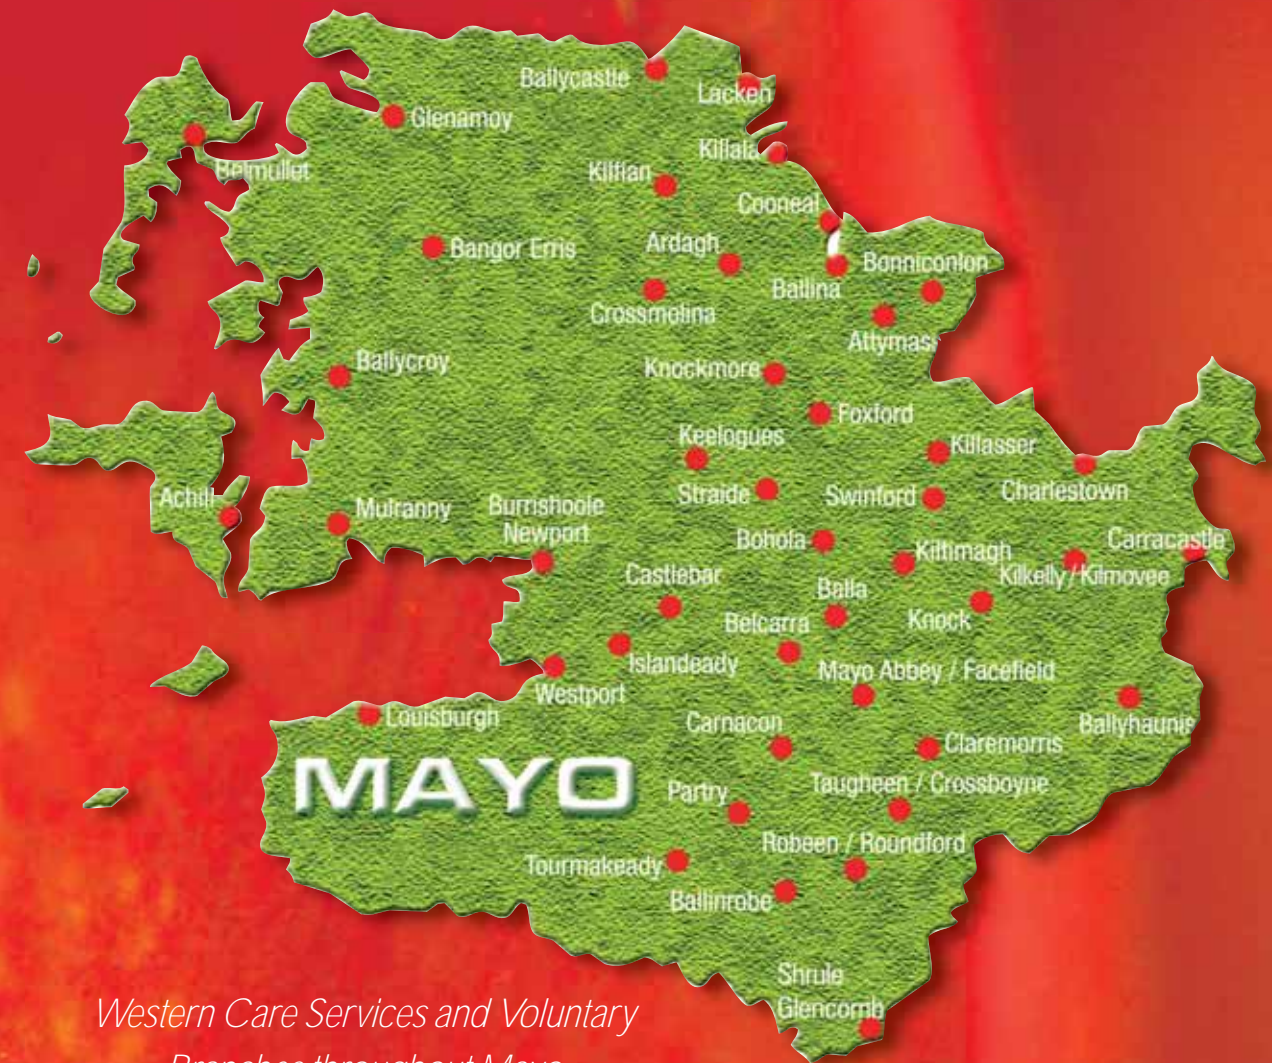 Ballycastle
Lacken
Glenamoy
Killala
Belmullet
Kilfian
Cooneal
Ardagh
Bangor Erris
Bonniconlon
Ballina
Crossmolina
Attymass
Ballycroy
Knockmore
Foxford
Keelogues
Killasser
Charlestown
Achill
Straide
Swinford
Mulranny
Burrishoole
Newport
Bohola
Carracastle
Kiltimagh
Kilkelly / Kilmovee
Castlebar
Balla
Knock
Belcarra
Islandeady
Mayo Abbey / Facefield
Westport
Louisburgh
Carnacon
Ballyhaunis
Claremorris
MAYO
Taugheen / Crossboyne
Partry
Robeen / Roundford
Tourmakeady
Ballinrobe
Shrule
Glencorrib
Western Care Services and Voluntary
Branches throughout Mayo